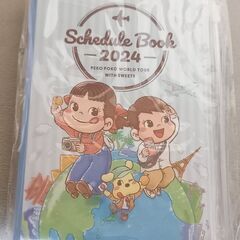 Schedule Book
2024
PEKO POKO WORLD TOUR
WITH SWEETS